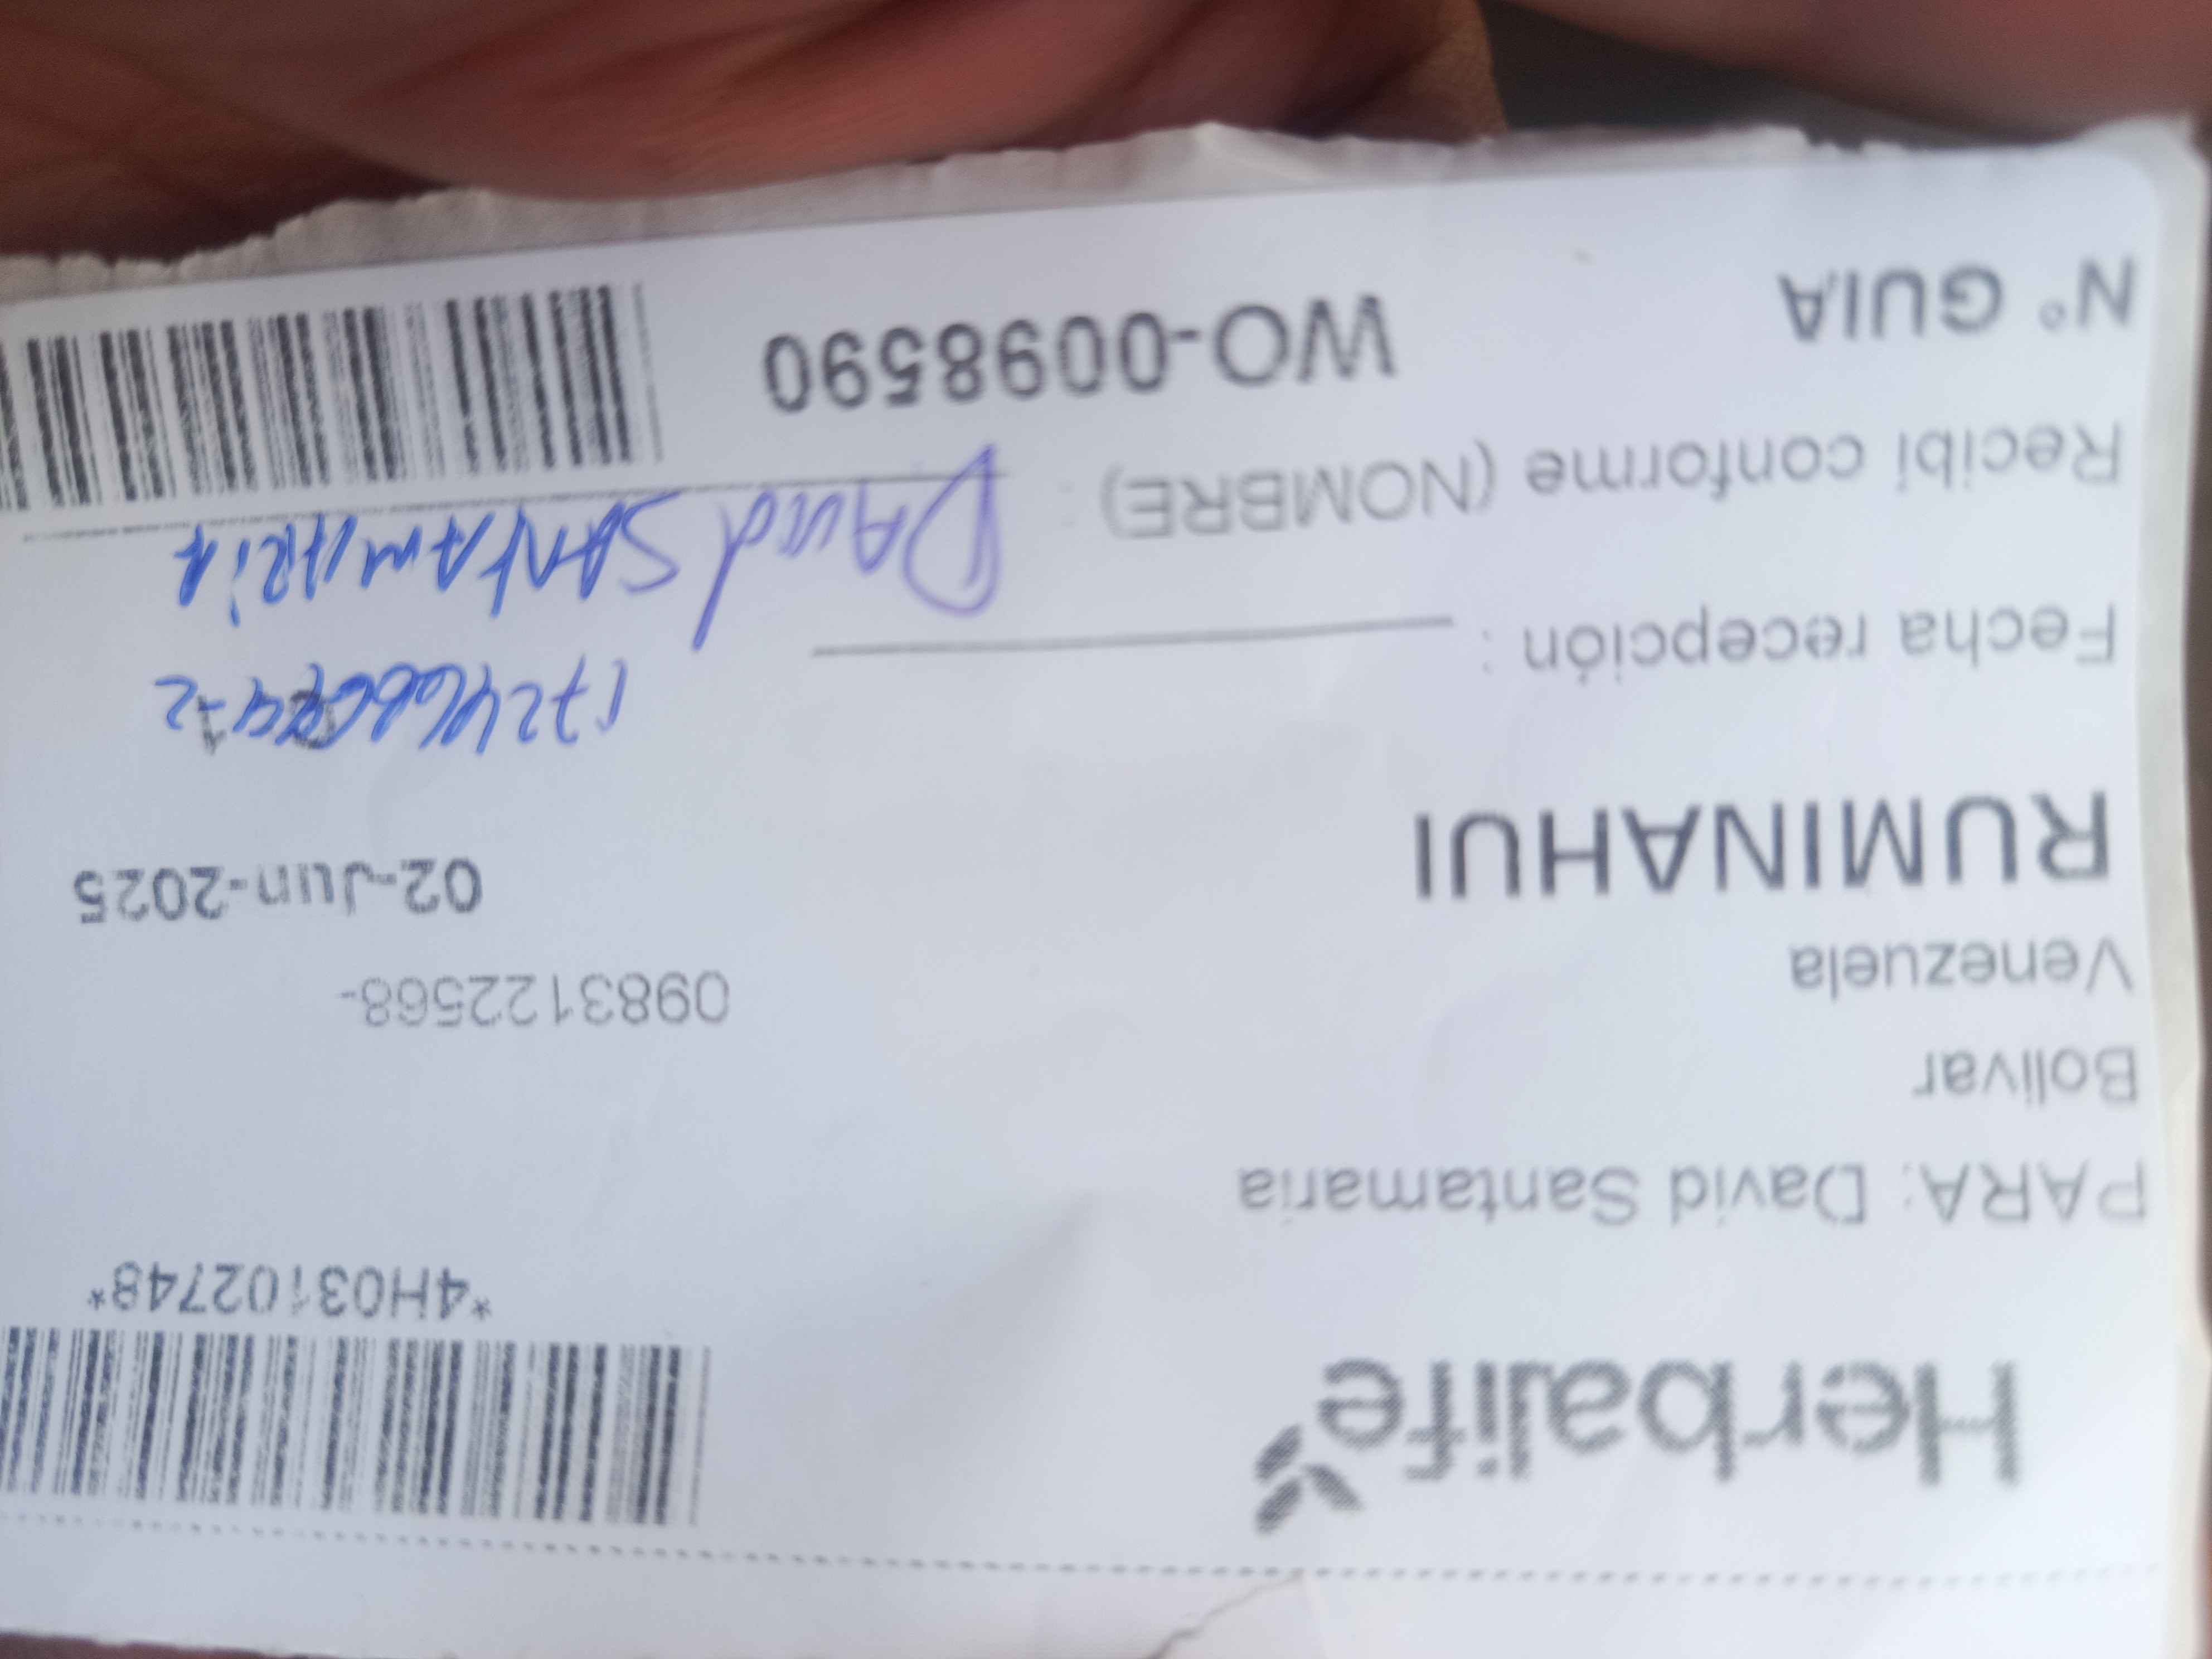 Herbalife
*4H03102748*
PARA: David Santamaria
Bolivar
Venezuela
0983122568-
RUMINAHUI
02-Jun-2025
Fecha recepción :
Recibi conforme (NOMBRE) : David SANTAMARIA
N° GUIA WO-0098590